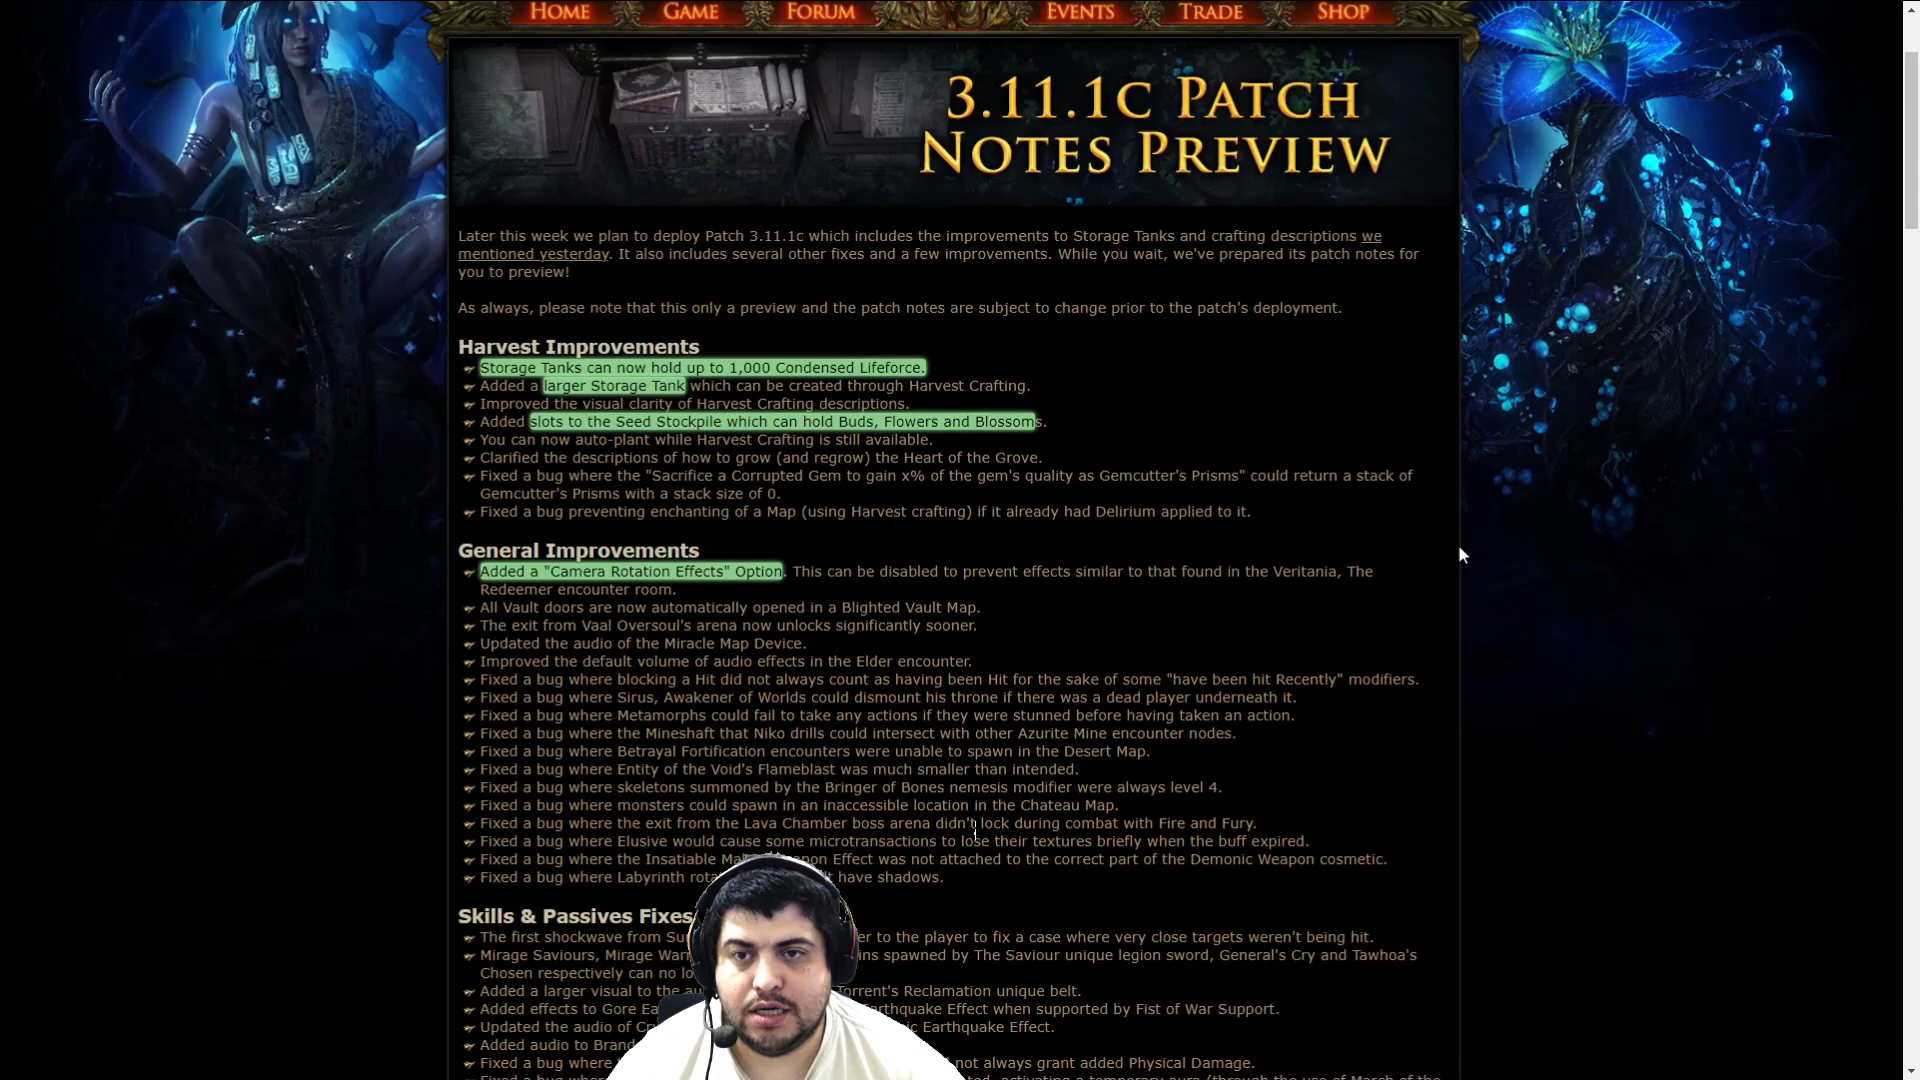 HOME GAME FORUM EVENTS TRADE SHOP
3.11.1C PATCH
NOTES PREVIEW
Later this week we plan to deploy Patch 3.11.1c which includes the improvements to Storage Tanks and crafting descriptions we
mentioned yesterday. It also includes several other fixes and a few improvements. While you wait, we've prepared its patch notes for
you to preview!
As always, please note that this only a preview and the patch notes are subject to change prior to the patch's deployment.
Harvest Improvements
Storage Tanks can now hold up to 1,000 Condensed Lifeforce.
Added a larger Storage Tank which can be created through Harvest Crafting.
Improved the visual clarity of Harvest Crafting descriptions.
Added slots to the Seed Stockpile which can hold Buds, Flowers and Blossoms.
You can now auto-plant while Harvest Crafting is still available.
Clarified the descriptions of how to grow (and regrow) the Heart of the Grove.
Fixed a bug where the "Sacrifice a Corrupted Gem to gain x% of the gem's quality as Gemcutter's Prisms" could return a stack of
Gemcutter's Prisms with a stack size of 0.
Fixed a bug preventing enchanting of a Map (using Harvest crafting) if it already had Delirium applied to it.
General Improvements
Added a "Camera Rotation Effects" Option. This can be disabled to prevent effects similar to that found in the Veritania, The
Redeemer encounter room.
All Vault doors are now automatically opened in a Blighted Vault Map.
The exit from Vaal Oversoul's arena now unlocks significantly sooner.
Updated the audio of the Miracle Map Device.
Improved the default volume of audio effects in the Elder encounter.
Fixed a bug where blocking a Hit did not always count as having been Hit for the sake of some "have been hit Recently" modifiers.
Fixed a bug where Sirus, Awakener of Worlds could dismount his throne if there was a dead player underneath it.
Fixed a bug where Metamorphs could fail to take any actions if they were stunned before having taken an action.
Fixed a bug where the Mineshaft that Niko drills could intersect with other Azurite Mine encounter nodes.
Fixed a bug where Betrayal Fortification encounters were unable to spawn in the Desert Map.
Fixed a bug where Entity of the Void's Flameblast was much smaller than intended.
Fixed a bug where skeletons summoned by the Bringer of Bones nemesis modifier were always level 4.
Fixed a bug where monsters could spawn in an inaccessible location in the Chateau Map.
Fixed a bug where the exit from the Lava Chamber boss arena didn't lock during combat with Fire and Fury.
Fixed a bug where Elusive would cause some microtransactions to lose their textures briefly when the buff expired.
Fixed a bug where the Insatiable Effect was not attached to the correct part of the Demonic Weapon cosmetic.
Fixed a bug where Labyrinth have shadows.
Skills & Passives Fixes
The first shockwave from to the player to fix a case where very close targets weren't being hit.
Mirage Saviours, Mirage spawned by The Saviour unique legion sword, General's Cry and Tawhoa's
Chosen respectively can no
Added a larger visual to the Torrent's Reclamation unique belt.
Added effects to Gore Earthquake Effect when supported by Fist of War Support.
Updated the audio of Earthquake Effect.
Added audio to Brand
Fixed a bug where not always grant added Physical Damage.
activating a temporary aura (through the use of March of the